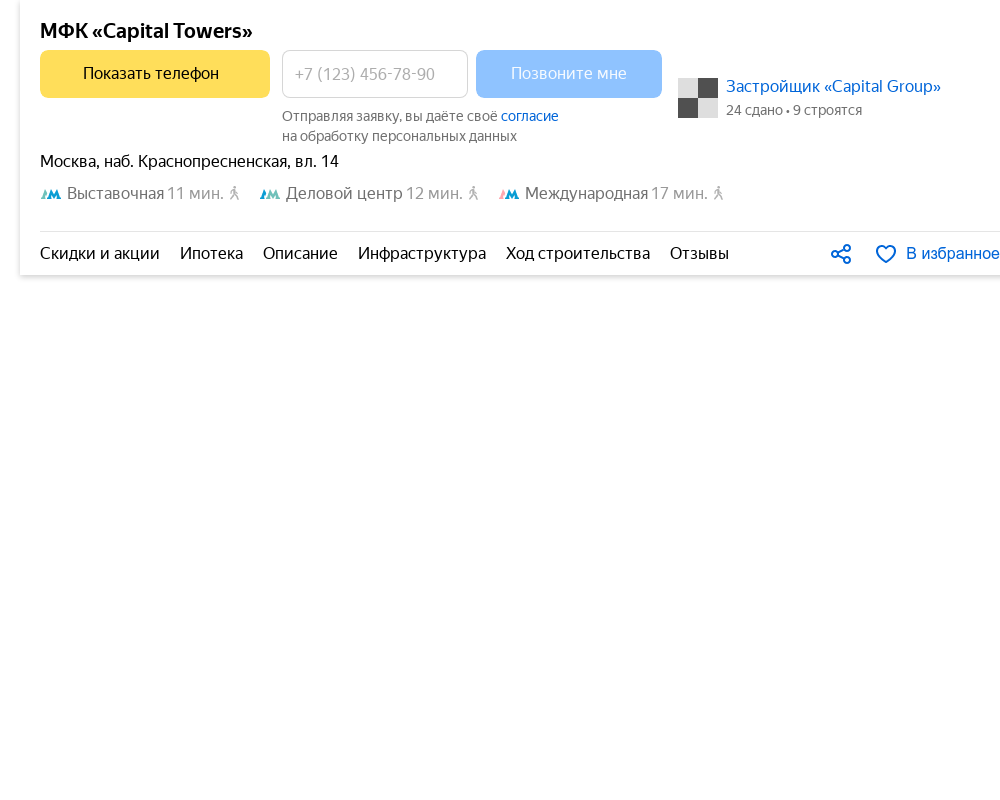 МФК «Capital Towers»
Показать телефон
+7 (123) 456-78-90
Позвоните мне
Застройщик «Capital Group»
24 сдано • 9 строятся
Отправляя заявку, вы даёте своё согласие
на обработку персональных данных
Москва, наб. Краснопресненская, вл. 14
Выставочная 11 мин. Деловой центр 12 мин. Международная 17 мин.
Скидки и акции Ипотека Описание Инфраструктура Ход строительства Отзывы В избранное